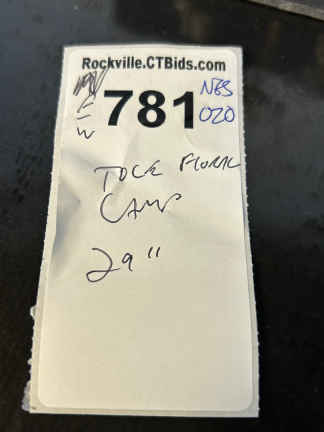 Rockville.CTBids.com
781
NBS
020
TOLE FLORAL
LAMP
29"